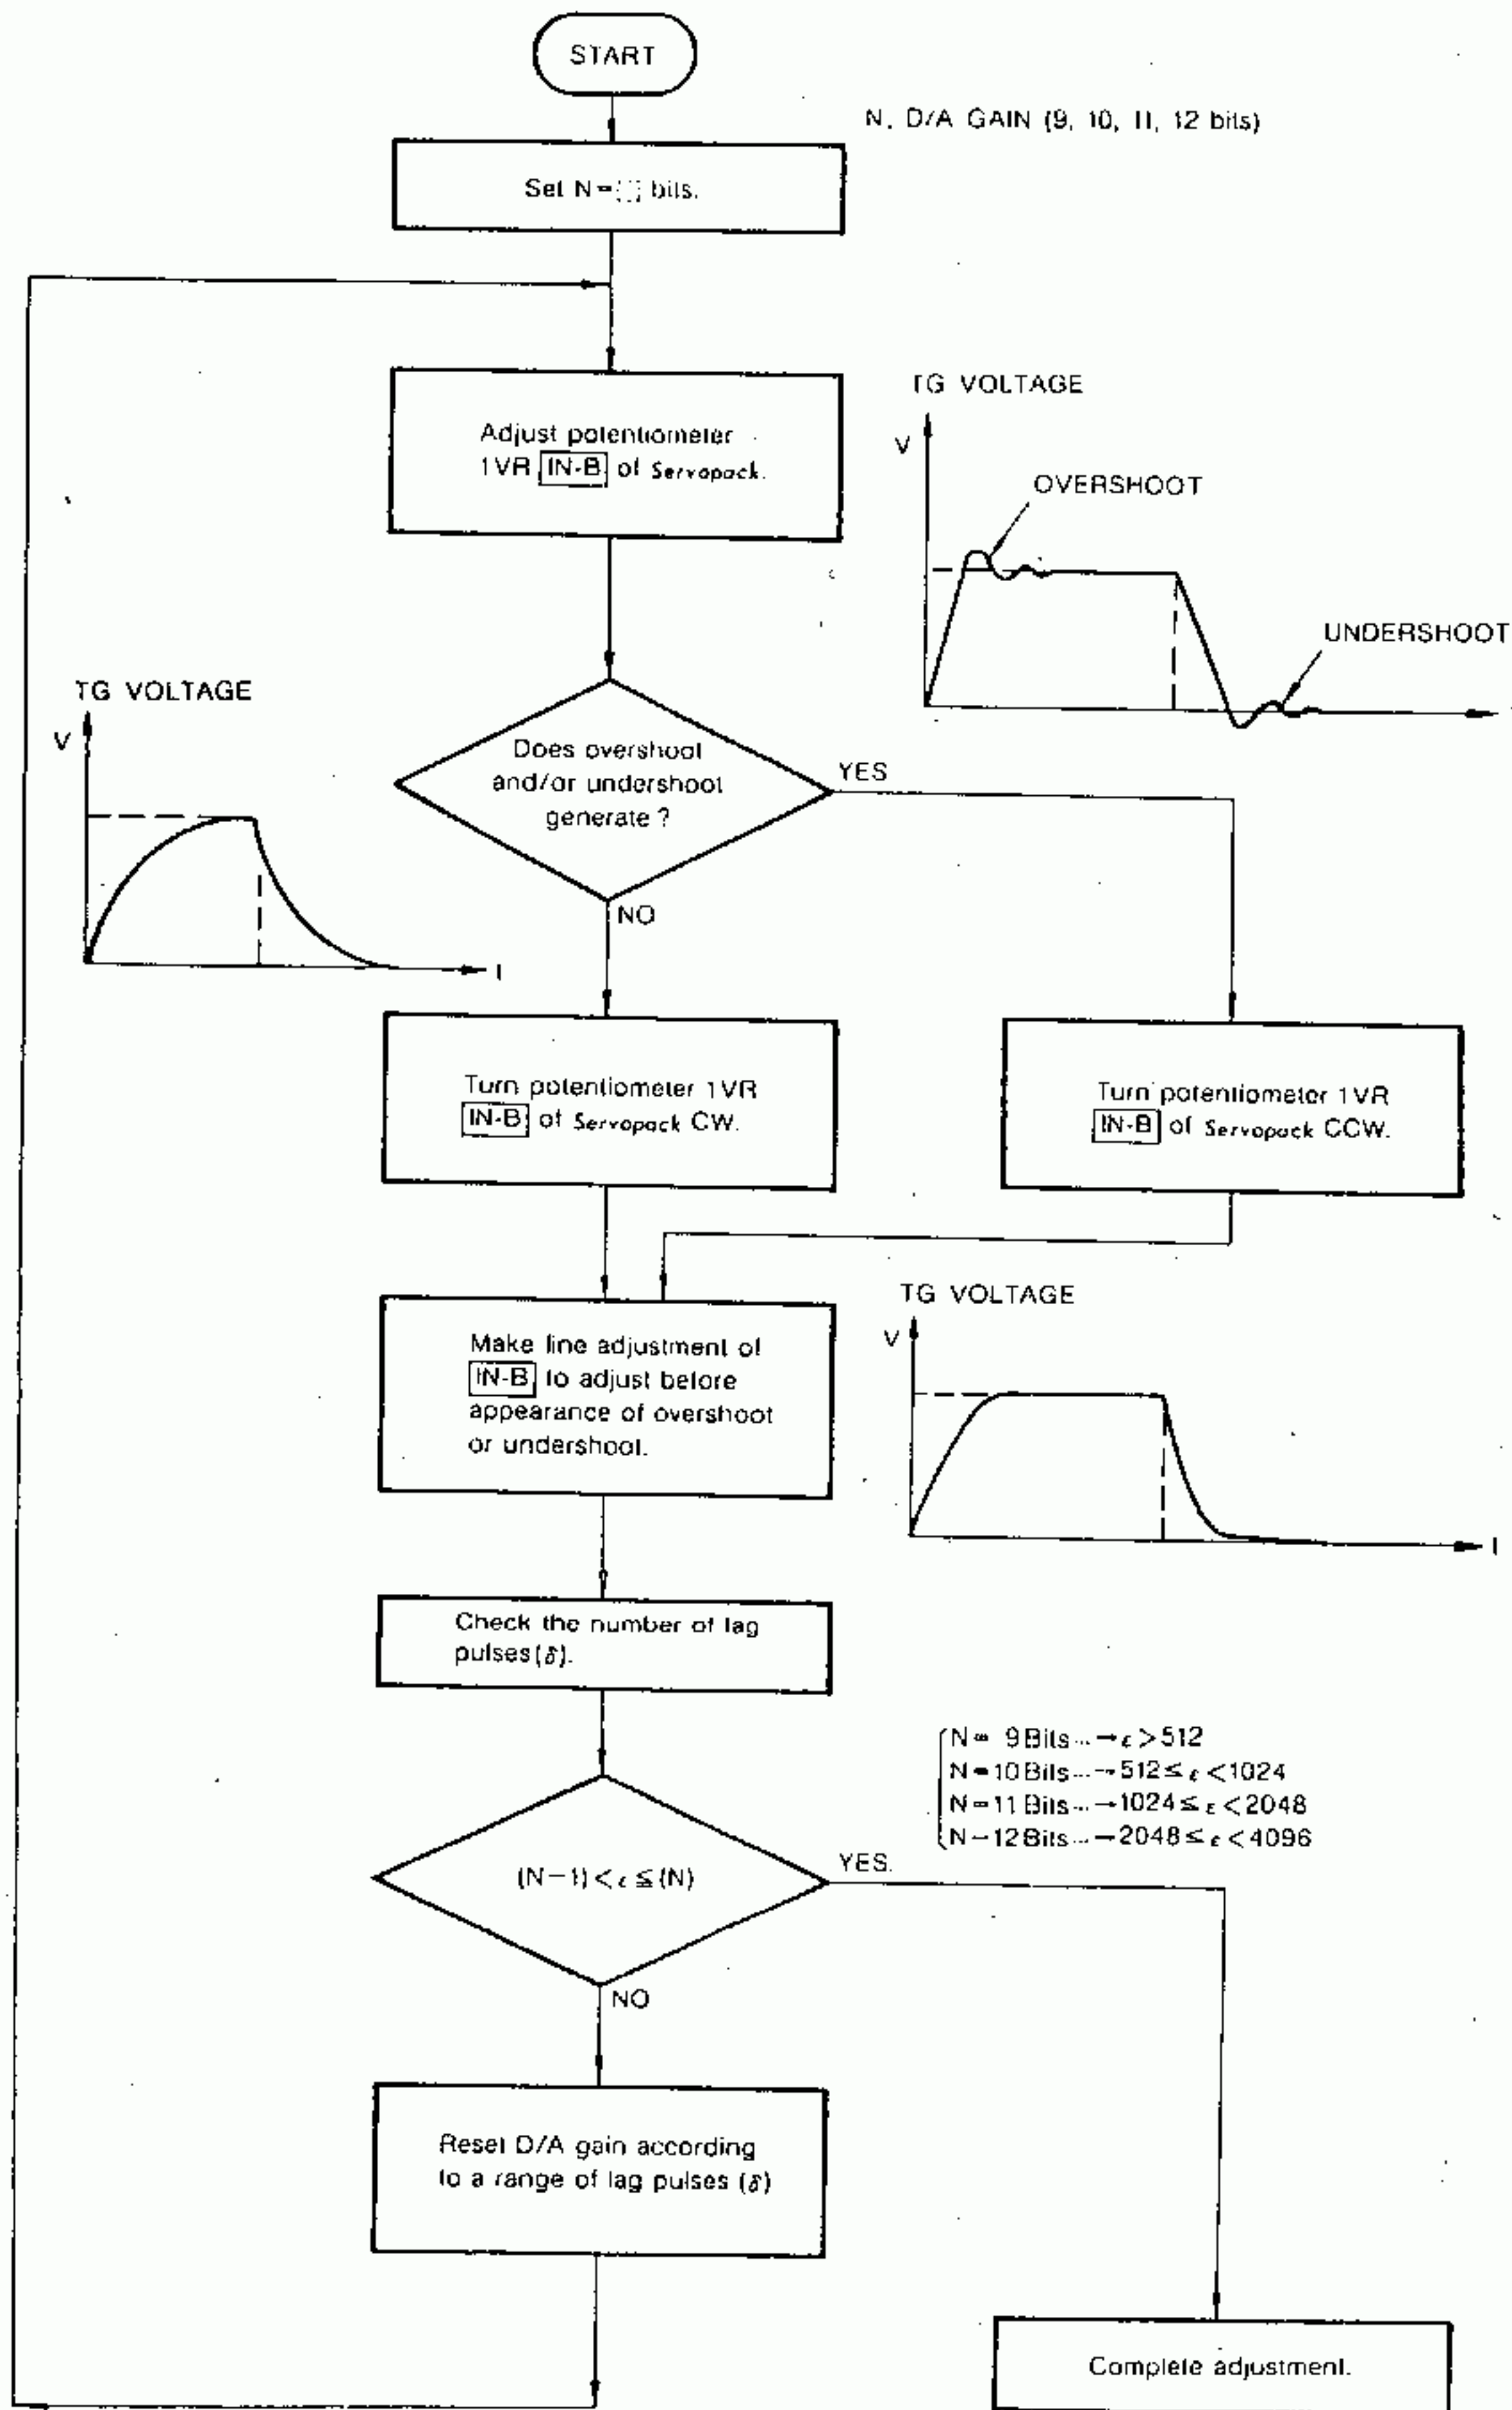 START
N, D/A GAIN (9, 10, 11, 12 bits)
Set N= bits.
Adjust potentiometer
1VR IN-B of Servopack.
TG VOLTAGE
V
OVERSHOOT
UNDERSHOOT
TG VOLTAGE
V
t
Does overshoot
and/or undershoot
generate ?
YES
NO
Turn potentiometer 1VR
IN-B of Servopack CW.
Turn potentiometer 1VR
IN-B of Servopack CCW.
Make fine adjustment of
IN-B to adjust before
appearance of overshoot
or undershoot.
TG VOLTAGE
V
t
Check the number of lag
pulses (δ).
N= 9 Bits... →ε>512
N=10 Bits... →512≤ε<1024
N=11 Bits... →1024≤ε<2048
N=12 Bits... →2048≤ε<4096
(N−1)<ε≦(N)
YES.
NO
Reset D/A gain according
to a range of lag pulses (δ)
Complete adjustment.